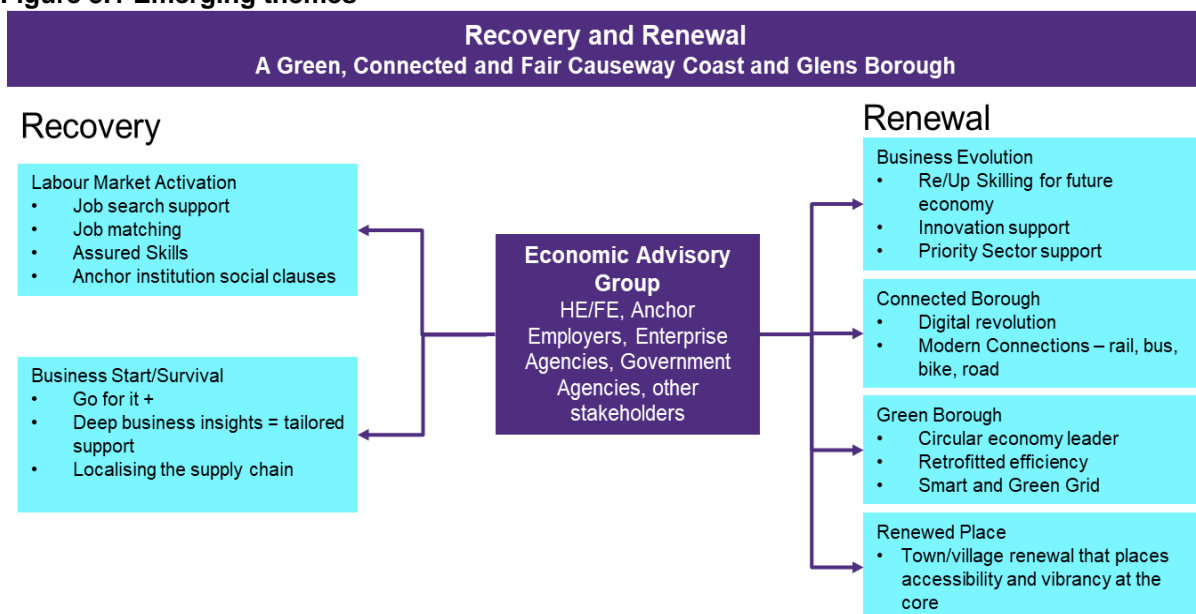 Emerging themes
Recovery and Renewal
A Green, Connected and Fair Causeway Coast and Glens Borough
Recovery
Labour Market Activation
• Job search support
• Job matching
• Assured Skills
• Anchor institution social clauses
Business Start/Survival
• Go for it +
• Deep business insights = tailored
support
• Localising the supply chain
Economic Advisory
Group
HE/FE, Anchor
Employers, Enterprise
Agencies, Government
Agencies, other
stakeholders
Renewal
Business Evolution
• Re/Up Skilling for future
economy
• Innovation support
• Priority Sector support
Connected Borough
• Digital revolution
• Modern Connections – rail, bus,
bike, road
Green Borough
• Circular economy leader
• Retrofitted efficiency
• Smart and Green Grid
Renewed Place
• Town/village renewal that places
accessibility and vibrancy at the
core